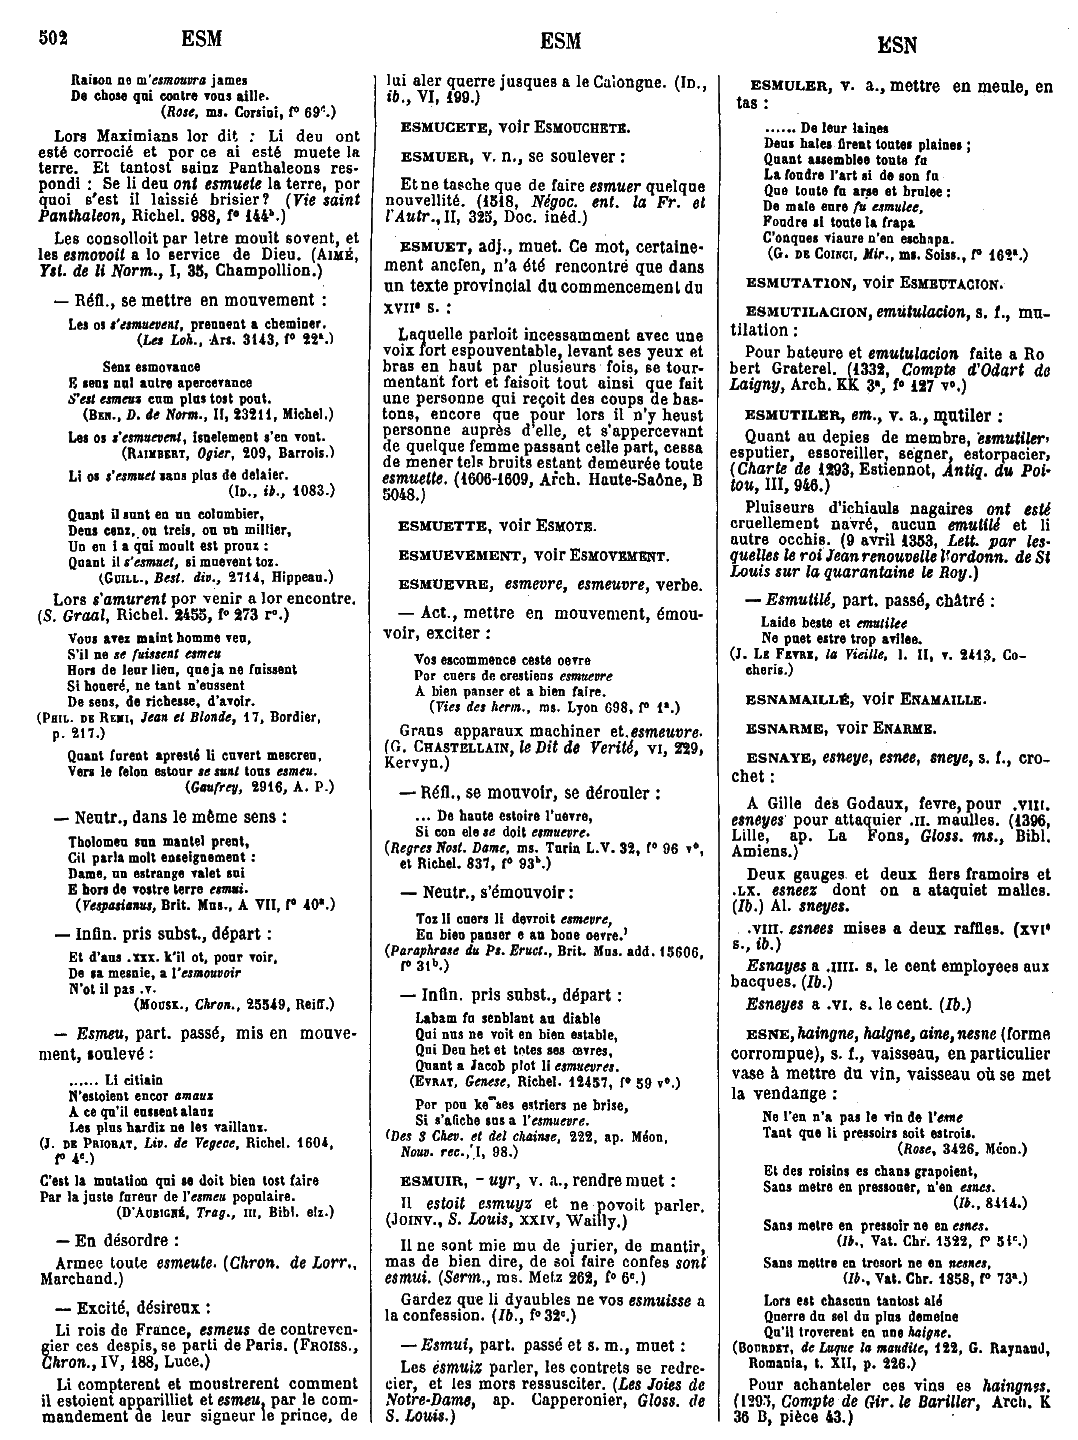 502 ESM ESM ESN
Raison ne m'esmouvra james
De chose qui contre vous aille.
(Rose, ms. Corsini, f° 69ᶜ.)
Lors Maximians lor dit : Li deu ont
esté corrocié et por ce ai esté muete la
terre. Et tantost sainz Panthaleons res-
pondi : Se li deu ont esmuete la terre, por
quoi s'est il laissié brisier? (Vie saint
Panthaleon, Richel. 988, f° 144ᵇ.)
Les consolloit par letre moult sovent, et
les esmovoit a lo service de Dieu. (AIMÉ,
Yst. de li Norm., I, 35, Champollion.)
— Réfl., se mettre en mouvement :
Les os s'esmuevent, prennent a cheminer.
(Les Loh., Ars. 3143, f° 22ᵃ.)
Senz esmovance
E senz nul autre apercevance
S'est esmeus cum plus tost pout.
(BEN., D. de Norm., II, 23211, Michel.)
Les os s'esmuevent, isnelement s'en vont.
(RAIMBERT, Ogier, 209, Barrois.)
Li os s'esmuet sans plus de delaier.
(ID., ib., 1083.)
Quant il sunt en un colombier,
Deus cenz, ou treis, ou un millier,
Un en i a qui moult est prouz :
Quant il s'esmuet, si muevent toz.
(GUILL., Best. div., 2714, Hippeau.)
Lors s'amurent por venir a lor encontre.
(S. Graal, Richel. 2455, f° 273 r°.)
Vous avez maint homme veu,
S'il ne se fuissent esmeu
Hors de leur lieu, que ja ne fuissent
Si honeré, ne tant n'eussent
De sens, de richesse, d'avoir.
(PHIL. DE REMI, Jean et Blonde, 17, Bordier,
p. 217.)
Quant furent apresté li cuvert mescreu,
Vers le felon estour se sunt tous esmeu.
(Gaufrey, 2916, A. P.)
— Neutr., dans le même sens :
Tholomeu sun mantel prent,
Cil parla molt enseignement :
Dame, un estrange valet sui
E hors de vostre terre esmui.
(Vespasianus, Brit. Mus., A VII, f° 40ᵃ.)
— Infin. pris subst., départ :
Et d'aus .xxx. k'il ot, pour voir,
De sa mesnie, a l'esmouvoir
N'ot il pas .v.
(MOUSK., Chron., 25549, Reiff.)
— Esmeu, part. passé, mis en mouve-
ment, soulevé :
...... Li citiain
N'estoient encor amauz
A ce qu'il eussent alauz
Les plus hardiz ne les vaillanz.
(J. DE PRIORAT, Liv. de Vegece, Richel. 1604,
f° 4ᶜ.)
C'est la mutation qui se doit bien tost faire
Par la juste fureur de l'esmeu populaire.
(D'AUBIGNÉ, Trag., III, Bibl. elz.)
— En désordre :
Armee toute esmeute. (Chron. de Lorr.,
Marchand.)
— Excité, désireux :
Li rois de France, esmeus de contreven-
gier ces despis, se parti de Paris. (FROISS.,
Chron., IV, 188, Luce.)
Li compterent et moustrerent comment
il estoient apparilliet et esmeu, par le com-
mandement de leur signeur le prince, de
lui aler querre jusques a le Calongne. (ID.,
ib., VI, 199.)
ESMUCETE, voir ESMOUCHETE.
ESMUER, v. n., se soulever :
Et ne tasche que de faire esmuer quelque
nouvellité. (1518, Négoc. ent. la Fr. et
l'Autr., II, 325, Doc. inéd.)
ESMUET, adj., muet. Ce mot, certaine-
ment ancien, n'a été rencontré que dans
un texte provincial du commencement du
XVIIᵉ s. :
Laquelle parloit incessamment avec une
voix fort espouventable, levant ses yeux et
bras en haut par plusieurs fois, se tour-
mentant fort et faisoit tout ainsi que fait
une personne qui reçoit des coups de bas-
tons, encore que pour lors il n'y heust
personne auprès d'elle, et s'appercevant
de quelque femme passant celle part, cessa
de mener tels bruits estant demeurée toute
esmuette. (1606-1609, Arch. Haute-Saône, B
5048.)
ESMUETTE, voir ESMOTE.
ESMUEVEMENT, voir ESMOVEMENT.
ESMUEVRE, esmevre, esmeuvre, verbe.
— Act., mettre en mouvement, émou-
voir, exciter :
Vos escommence ceste oevre
Por cuers de crestiens esmuevre
A bien panser et a bien faire.
(Vies des herm., ms. Lyon 698, f° 1ᵃ.)
Grans apparaux machiner et esmeuvre.
(G. CHASTELLAIN, le Dit de Verité, VI, 229,
Kervyn.)
— Réfl., se mouvoir, se dérouler :
... De haute estoire l'uevre,
Si con ele se doit esmuevre.
(Regres Nost. Dame, ms. Turin L.V. 32, f° 96 v°,
et Richel. 837, f° 93ᵇ.)
— Neutr., s'émouvoir :
Toz li cuers li devroit esmevre,
En bien panser e an bone oevre.
(Paraphrase du Ps. Eruct., Brit. Mus. add. 15606,
f° 31ᵇ.)
— Infin. pris subst., départ :
Labam fu senblant au diable
Qui nus ne voit en bien estable,
Qui Deu het et totes ses œvres,
Quant a Jacob plot li esmuevres.
(EVRAT, Genese, Richel. 12457, f° 59 v°.)
Por pou ke ses estriers ne brise,
Si s'afiche sus a l'esmuevre.
(Des 3 Chev. et del chainse, 222, ap. Méon,
Nouv. rec., I, 98.)
ESMUIR, - uyr, v. a., rendre muet :
Il estoit esmuyz et ne povoit parler.
(JOINV., S. Louis, XXIV, Wailly.)
Il ne sont mie mu de jurier, de mantir,
mas de bien dire, de soi faire confes sont
esmui. (Serm., ms. Metz 262, f° 6ᶜ.)
Gardez que li dyaubles ne vos esmuisse a
la confession. (Ib., f° 32ᶜ.)
— Esmui, part. passé et s. m., muet :
Les esmuiz parler, les contrets se redre-
cier, et les mors ressusciter. (Les Joies de
Notre-Dame, ap. Capperonier, Gloss. de
S. Louis.)
ESMULER, v. a., mettre en meule, en
tas :
...... De leur laines
Deus hales firent toutes plaines ;
Quant assemblee toute fu
La foudre l'art si de son fu
Que toute fu arse et brulee :
De male eure fu esmulee,
Foudre si toute la frapa
C'onques viaure n'en eschapa.
(G. DE COINCI, Mir., ms. Soiss., f° 162ᵃ.)
ESMUTATION, voir ESMEUTACION.
ESMUTILACION, emutulacion, s. f., mu-
tilation :
Pour bateure et emutulacion faite a Ro
bert Graterel. (1332, Compte d'Odart de
Laigny, Arch. KK 3ᵃ, f° 127 v°.)
ESMUTILER, em., v. a., mutiler :
Quant au depies de membre, esmutiler,
esputier, essoreiller, segner, estorpacier,
(Charte de 1293, Estiennot, Antiq. du Poi-
tou, III, 946.)
Pluiseurs d'ichiauls nagaires ont esté
cruellement navré, aucun emutilé et li
autre occhis. (9 avril 1353, Lett. par les-
quelles le roi Jean renouvelle l'ordonn. de St
Louis sur la quarantaine le Roy.)
— Esmutilé, part. passé, châtré :
Laide beste et emutilee
Ne puet estre trop avilee.
(J. LE FEVRE, la Vieille, l. II, v. 2413, Co-
cheris.)
ESNAMAILLÉ, voir ENAMAILLE.
ESNARME, voir ENARME.
ESNAYE, esneye, esnee, sneye, s. f., cro-
chet :
A Gille des Godaux, fevre, pour .VIII.
esneyes pour attaquier .II. maulles. (1396,
Lille, ap. La Fons, Gloss. ms., Bibl.
Amiens.)
Deux gauges et deux fiers framoirs et
.LX. esneez dont on a ataquiet malles.
(Ib.) Al. sneyes.
.VIII. esnees mises a deux raffles. (XVIᵉ
s., ib.)
Esnayes a .IIII. s. le cent employees aux
bacques. (Ib.)
Esneyes a .VI. s. le cent. (Ib.)
ESNE, haingne, haigne, aine, nesne (forme
corrompue), s. f., vaisseau, en particulier
vase à mettre du vin, vaisseau où se met
la vendange :
Ne l'en n'a pas le vin de l'esne
Tant que li pressoirs soit estrois.
(Rose, 3426, Méon.)
Et des roisins es chans grapoient,
Sans metre en pressouer, n'en esnes.
(Ib., 8414.)
Sans metre en pressoir ne en esnes.
(Ib., Vat. Chr. 1522, f° 51ᶜ.)
Sans mettre en tresort ne en nesnes,
(Ib., Vat. Chr. 1858, f° 73ᵃ.)
Lors est chascun tantost alé
Querre du sel du plus demeine
Qu'il troverent en une haigne.
(BOURDET, de Luque la maudite, 122, G. Raynaud,
Romania, t. XII, p. 226.)
Pour achanteler ces vins es haingnes.
(1295, Compte de Gir. le Bariller, Arch. K
36 B, pièce 43.)